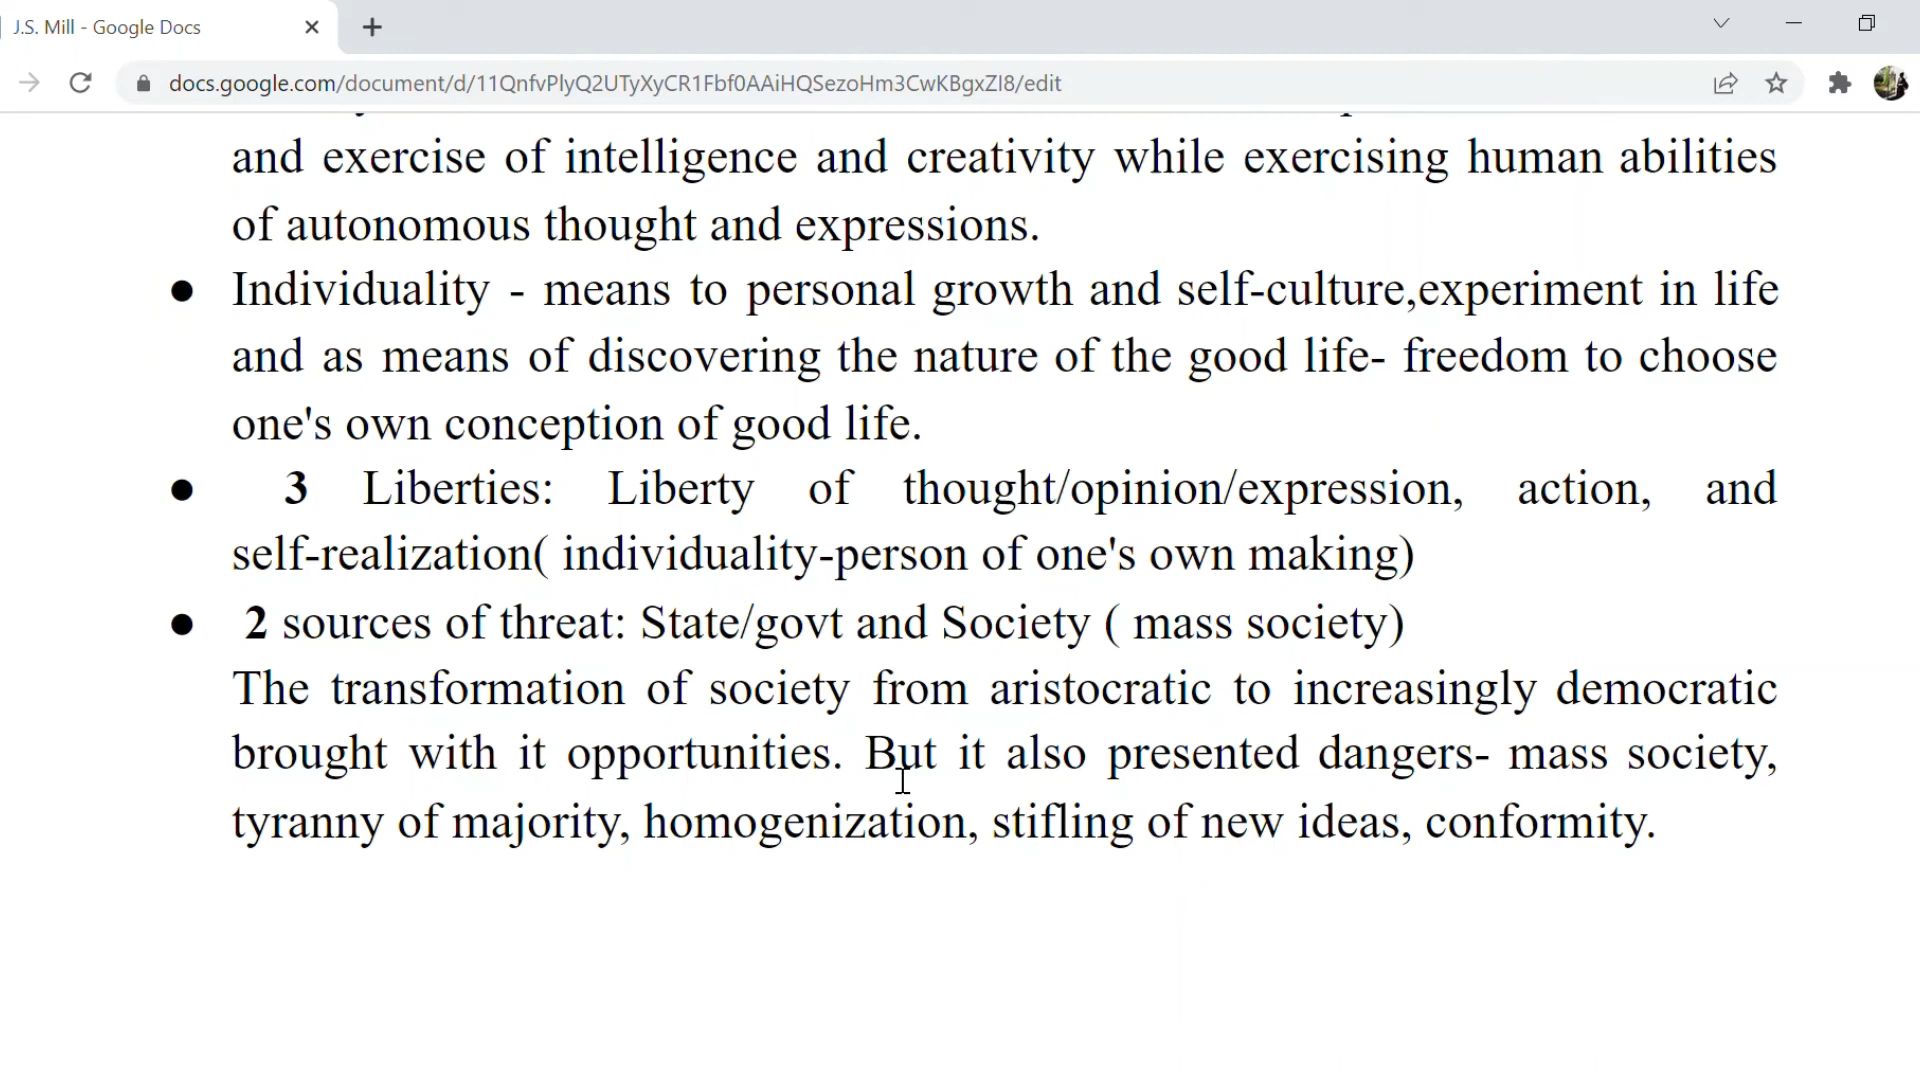 J.S. Mill - Google Docs
docs.google.com/document/d/11QnfvPlyQ2UTyXyCR1Fbf0AAiHQSezoHm3CwKBgxZI8/edit
and exercise of intelligence and creativity while exercising human abilities
of autonomous thought and expressions.
● Individuality - means to personal growth and self-culture,experiment in life
and as means of discovering the nature of the good life- freedom to choose
one's own conception of good life.
● 3 Liberties: Liberty of thought/opinion/expression, action, and
self-realization( individuality-person of one's own making)
● 2 sources of threat: State/govt and Society ( mass society)
The transformation of society from aristocratic to increasingly democratic
brought with it opportunities. But it also presented dangers- mass society,
tyranny of majority, homogenization, stifling of new ideas, conformity.